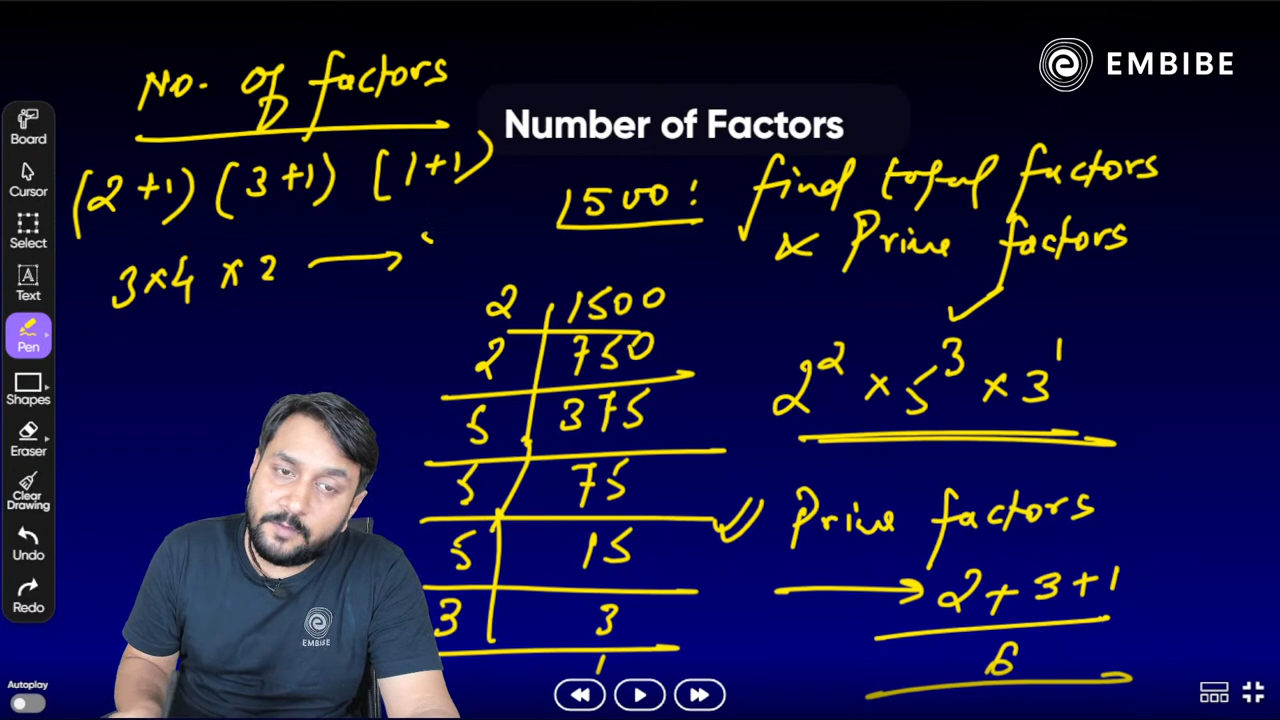 EMBIBE
Number of Factors
No. of factors
(2+1) (3+1) (1+1)
3×4 ×2 →
1500: find total factors
& Prime factors
2 | 1500
2 | 750
5 | 375
5 | 75
5 | 15
3 | 3
1
2² × 5³ × 3¹
Prime factors
→ 2+3+1
6
Board
Cursor
Select
Text
Pen
Shapes
Eraser
Clear
Drawing
Undo
Redo
Autoplay
EMBIBE